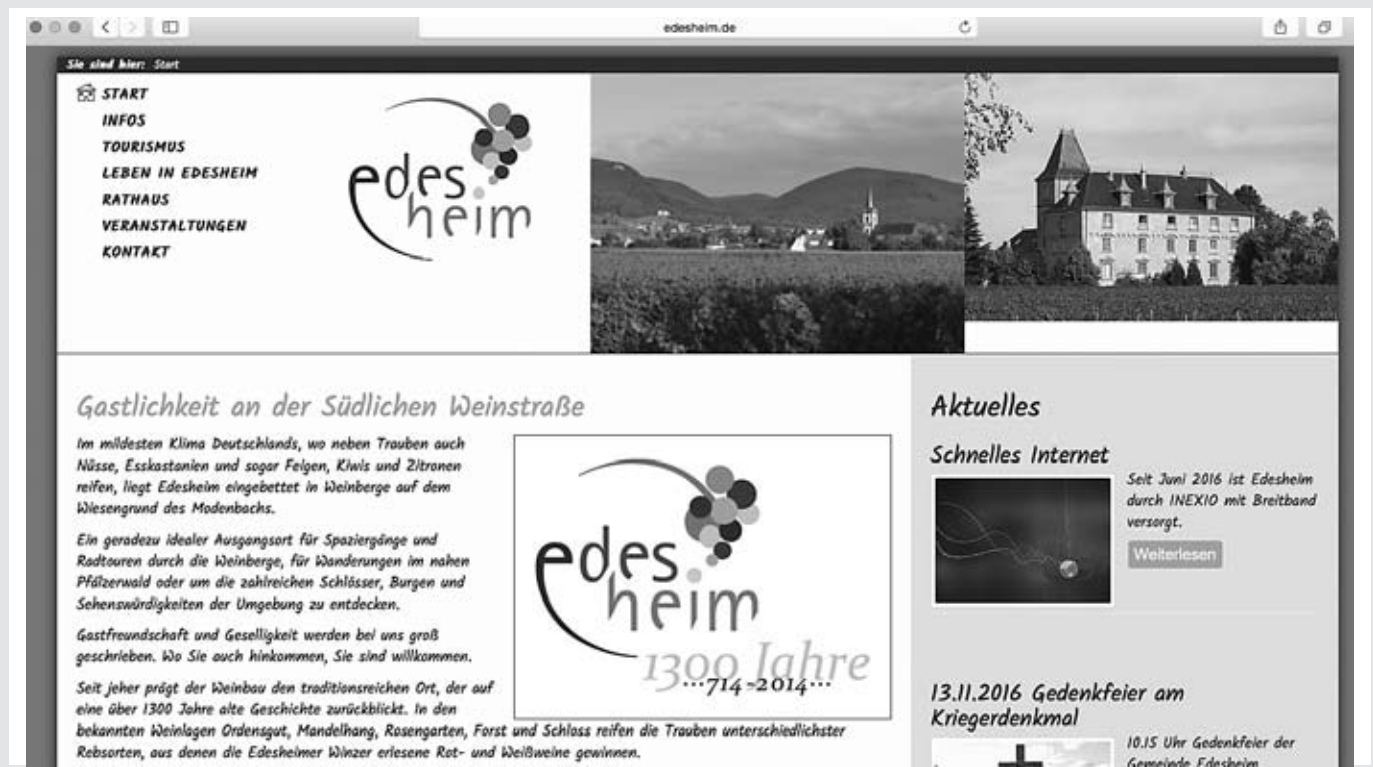 edesheim.de
Sie sind hier: Start
START
INFOS
TOURISMUS
LEBEN IN EDESHEIM
RATHAUS
VERANSTALTUNGEN
KONTAKT
edes
heim
Gastlichkeit an der Südlichen Weinstraße
Im mildesten Klima Deutschlands, wo neben Trauben auch
Nüsse, Esskastanien und sogar Feigen, Kiwis und Zitronen
reifen, liegt Edesheim eingebettet in Weinberge auf dem
Wiesengrund des Modenbachs.
Ein geradezu idealer Ausgangsort für Spaziergänge und
Radtouren durch die Weinberge, für Wanderungen im nahen
Pfälzerwald oder um die zahlreichen Schlösser, Burgen und
Sehenswürdigkeiten der Umgebung zu entdecken.
Gastfreundschaft und Geselligkeit werden bei uns groß
geschrieben. Wo Sie auch hinkommen, Sie sind willkommen.
Seit jeher prägt der Weinbau den traditionsreichen Ort, der auf
eine über 1300 Jahre alte Geschichte zurückblickt. In den
bekannten Weinlagen Ordensgut, Mandelhang, Rosengarten, Forst und Schloss reifen die Trauben unterschiedlichster
Rebsorten, aus denen die Edesheimer Winzer erlesene Rot- und Weißweine gewinnen.
edes
heim
1300 Jahre
···714-2014···
Aktuelles
Schnelles Internet
Seit Juni 2016 ist Edesheim
durch INEXIO mit Breitband
versorgt.
Weiterlesen
13.11.2016 Gedenkfeier am
Kriegerdenkmal
10.15 Uhr Gedenkfeier der
Gemeinde Edesheim